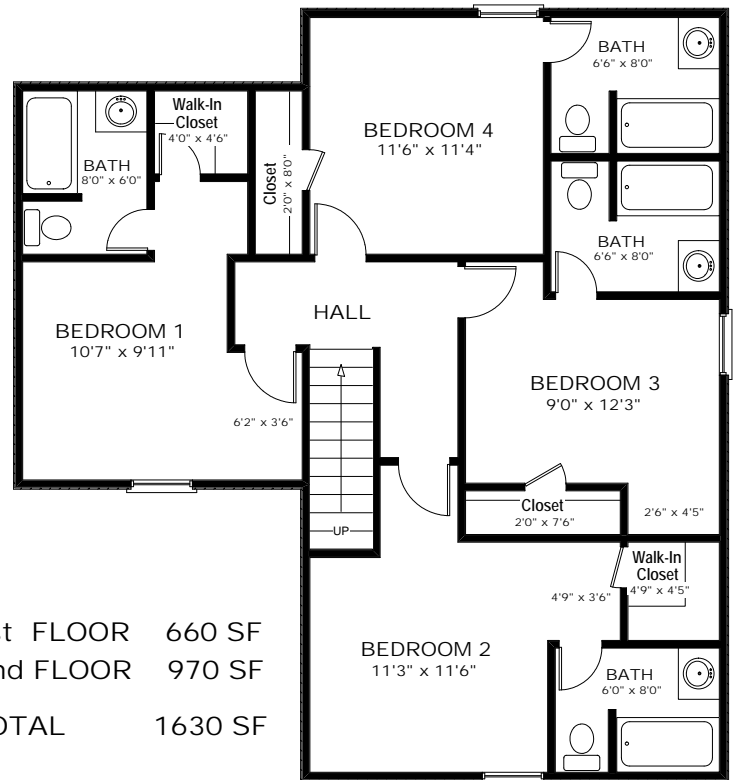 BATH
6'6" x 8'0"
BEDROOM 4
11'6" x 11'4"
Walk-In
Closet
4'0" x 4'6"
BATH
8'0" x 6'0"
Closet
2'0" x 8'0"
BATH
6'6" x 8'0"
HALL
BEDROOM 1
10'7" x 9'11"
6'2" x 3'6"
BEDROOM 3
9'0" x 12'3"
Closet
2'0" x 7'6"
2'6" x 4'5"
UP
Walk-In
Closet
4'9" x 4'5"
4'9" x 3'6"
BEDROOM 2
11'3" x 11'6"
BATH
6'0" x 8'0"
t FLOOR 660 SF
nd FLOOR 970 SF
OTAL 1630 SF